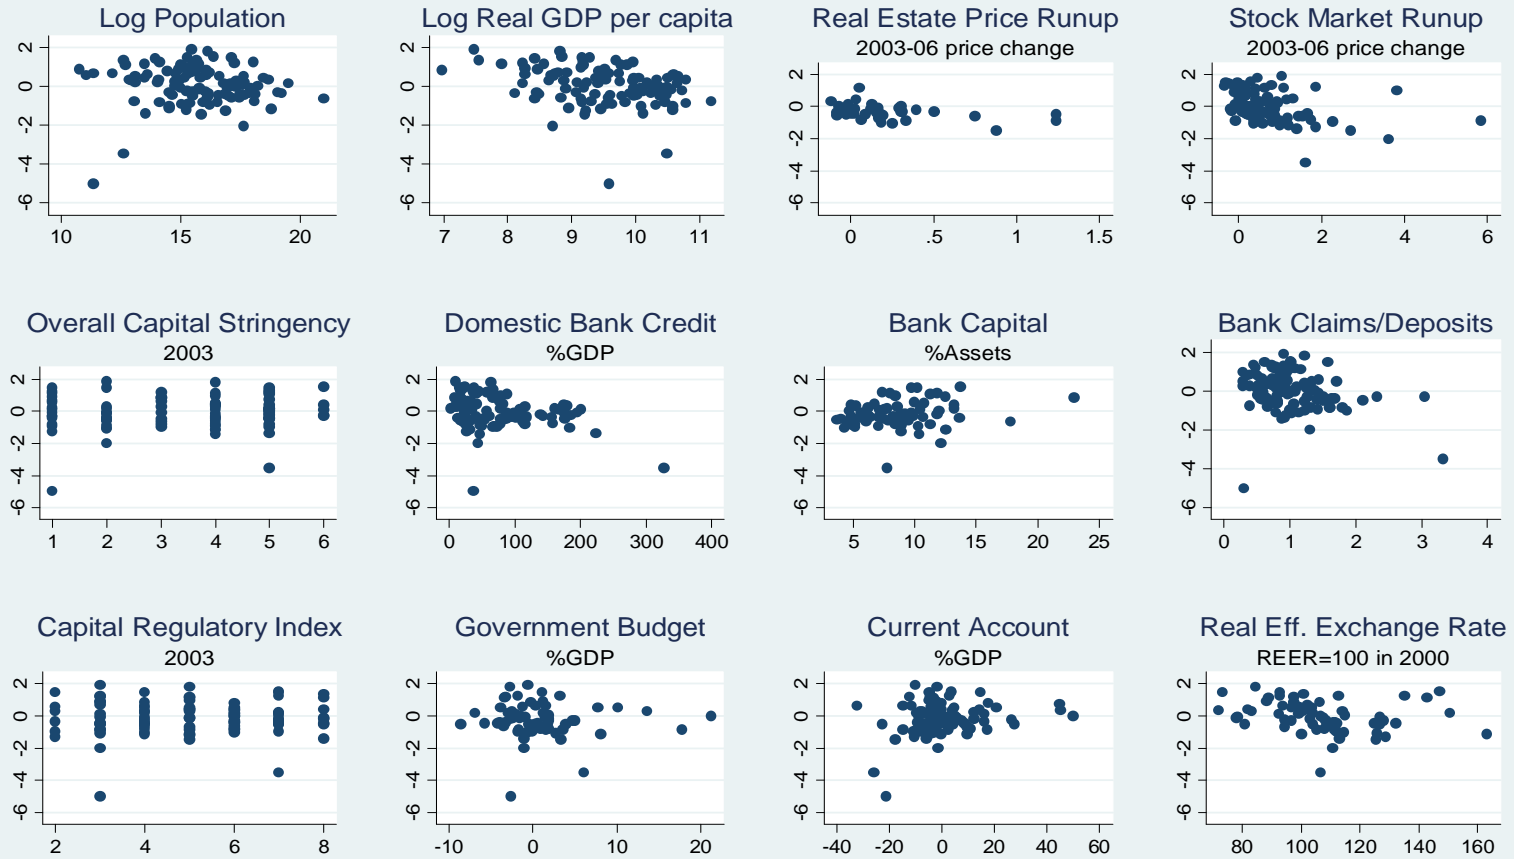 Log Population
2
0
-2
-4
-6
10 15 20
Log Real GDP per capita
2
0
-2
-4
-6
7 8 9 10 11
Real Estate Price Runup
2003-06 price change
2
0
-2
-4
-6
0 .5 1 1.5
Stock Market Runup
2003-06 price change
2
0
-2
-4
-6
0 2 4 6
Overall Capital Stringency
2003
2
0
-2
-4
-6
1 2 3 4 5 6
Domestic Bank Credit
%GDP
2
0
-2
-4
-6
0 100 200 300 400
Bank Capital
%Assets
2
0
-2
-4
-6
5 10 15 20 25
Bank Claims/Deposits
2
0
-2
-4
-6
0 1 2 3 4
Capital Regulatory Index
2003
2
0
-2
-4
-6
2 4 6 8
Government Budget
%GDP
2
0
-2
-4
-6
-10 0 10 20
Current Account
%GDP
2
0
-2
-4
-6
-40 -20 0 20 40 60
Real Eff. Exchange Rate
REER=100 in 2000
2
0
-2
-4
-6
80 100 120 140 160